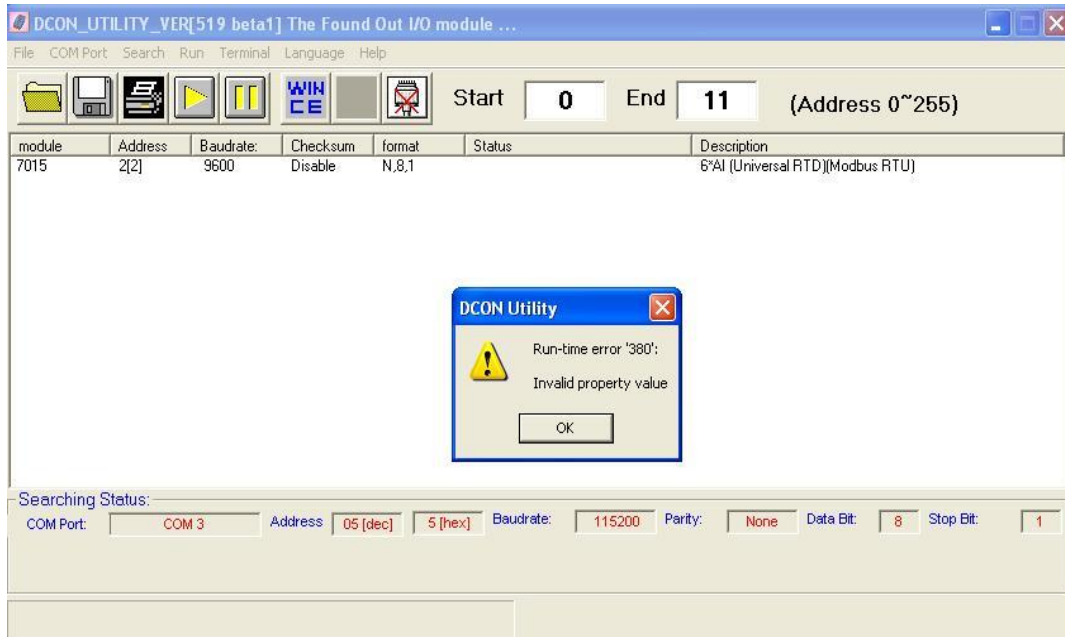 DCON_UTILITY_VER[519 beta1] The Found Out I/O module ...
File COM Port Search Run Terminal Language Help
WIN CE Start 0 End 11 (Address 0~255)
module Address Baudrate: Checksum format Status Description
7015 2[2] 9600 Disable N,8,1 6*AI (Universal RTD)(Modbus RTU)
DCON Utility
Run-time error '380':
Invalid property value
OK
Searching Status:
COM Port: COM 3 Address 05 [dec] 5 [hex] Baudrate: 115200 Parity: None Data Bit: 8 Stop Bit: 1